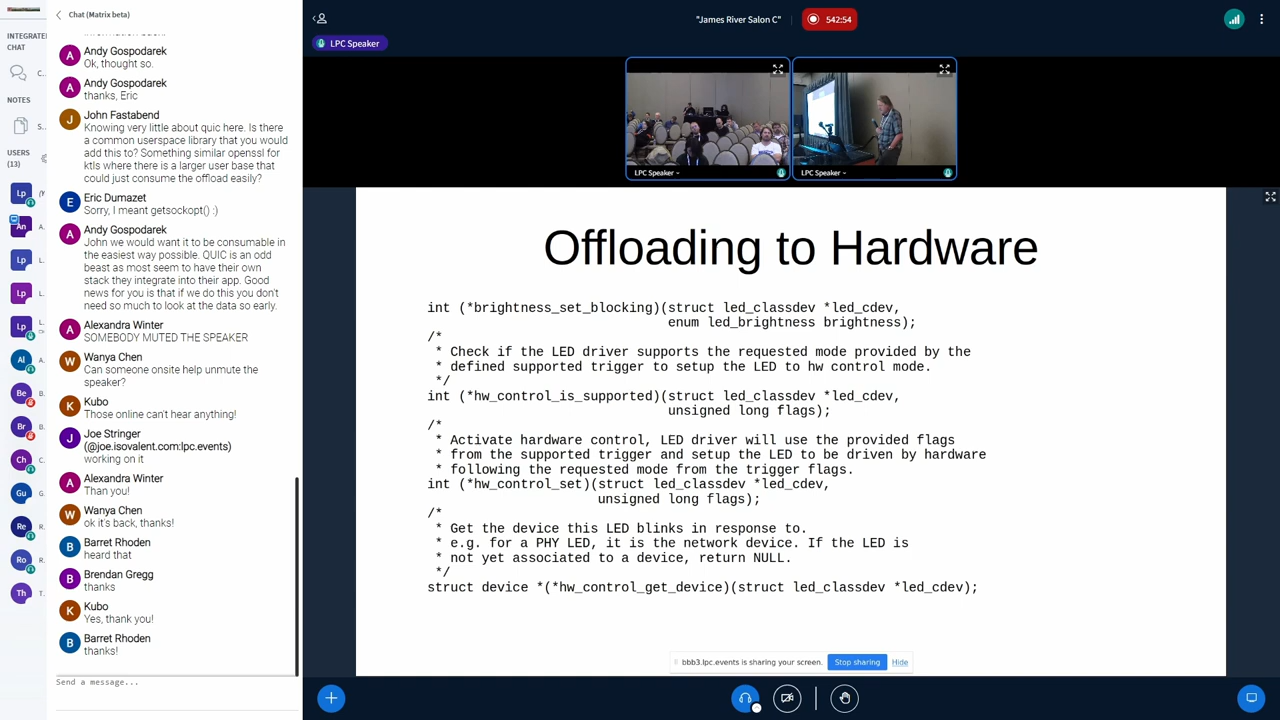 Chat (Matrix beta)
INTEGRATE
CHAT
C.
NOTES
S..
USERS
(13)
Andy Gospodarek
Ok, thought so.
Andy Gospodarek
thanks, Eric
John Fastabend
Knowing very little about quic here. Is there
a common userspace library that you would
add this to? Something similar openssl for
ktls where there is a larger user base that
could just consume the offload easily?
Eric Dumazet
Sorry, I meant getsockopt() :)
Andy Gospodarek
John we would want it to be consumable in
the easiest way possible. QUIC is an odd
beast as most seem to have their own
stack they integrate into their app. Good
news for you is that if we do this you don't
need so much to look at the data so early.
Alexandra Winter
SOMEBODY MUTED THE SPEAKER
Wanya Chen
Can someone onsite help unmute the
speaker?
Kubo
Those online can't hear anything!
Joe Stringer
(@joe.isovalent.com:lpc.events)
working on it
Alexandra Winter
Than you!
Wanya Chen
ok it's back, thanks!
Barret Rhoden
heard that
Brendan Gregg
thanks
Kubo
Yes, thank you!
Barret Rhoden
thanks!
Send a message...
"James River Salon C"
542:54
LPC Speaker
LPC Speaker
LPC Speaker
Offloading to Hardware
int (*brightness_set_blocking)(struct led_classdev *led_cdev,
enum led_brightness brightness);
/*
* Check if the LED driver supports the requested mode provided by the
* defined supported trigger to setup the LED to hw control mode.
*/
int (*hw_control_is_supported)(struct led_classdev *led_cdev,
unsigned long flags);
/*
* Activate hardware control, LED driver will use the provided flags
* from the supported trigger and setup the LED to be driven by hardware
* following the requested mode from the trigger flags.
int (*hw_control_set)(struct led_classdev *led_cdev,
unsigned long flags);
/*
* Get the device this LED blinks in response to.
* e.g. for a PHY LED, it is the network device. If the LED is
* not yet associated to a device, return NULL.
*/
struct device *(*hw_control_get_device)(struct led_classdev *led_cdev);
bbb3.lpc.events is sharing your screen. Stop sharing Hide